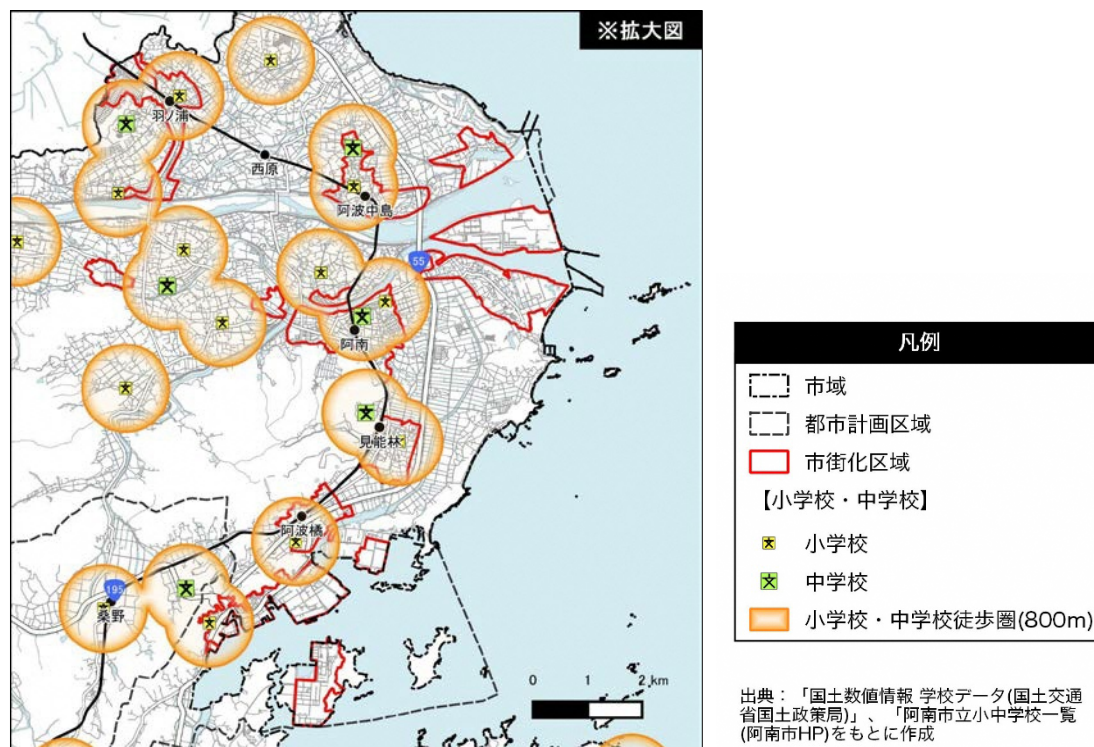 ※拡大図
羽ノ浦
西原
阿波中島
55
阿南
見能林
阿波橘
195
桑野
0 1 2 km
凡例
市域
都市計画区域
市街化区域
【小学校・中学校】
小学校
中学校
小学校・中学校徒歩圏(800m)
出典：「国土数値情報 学校データ(国土交通
省国土政策局)」、「阿南市立小中学校一覧
(阿南市HP)をもとに作成